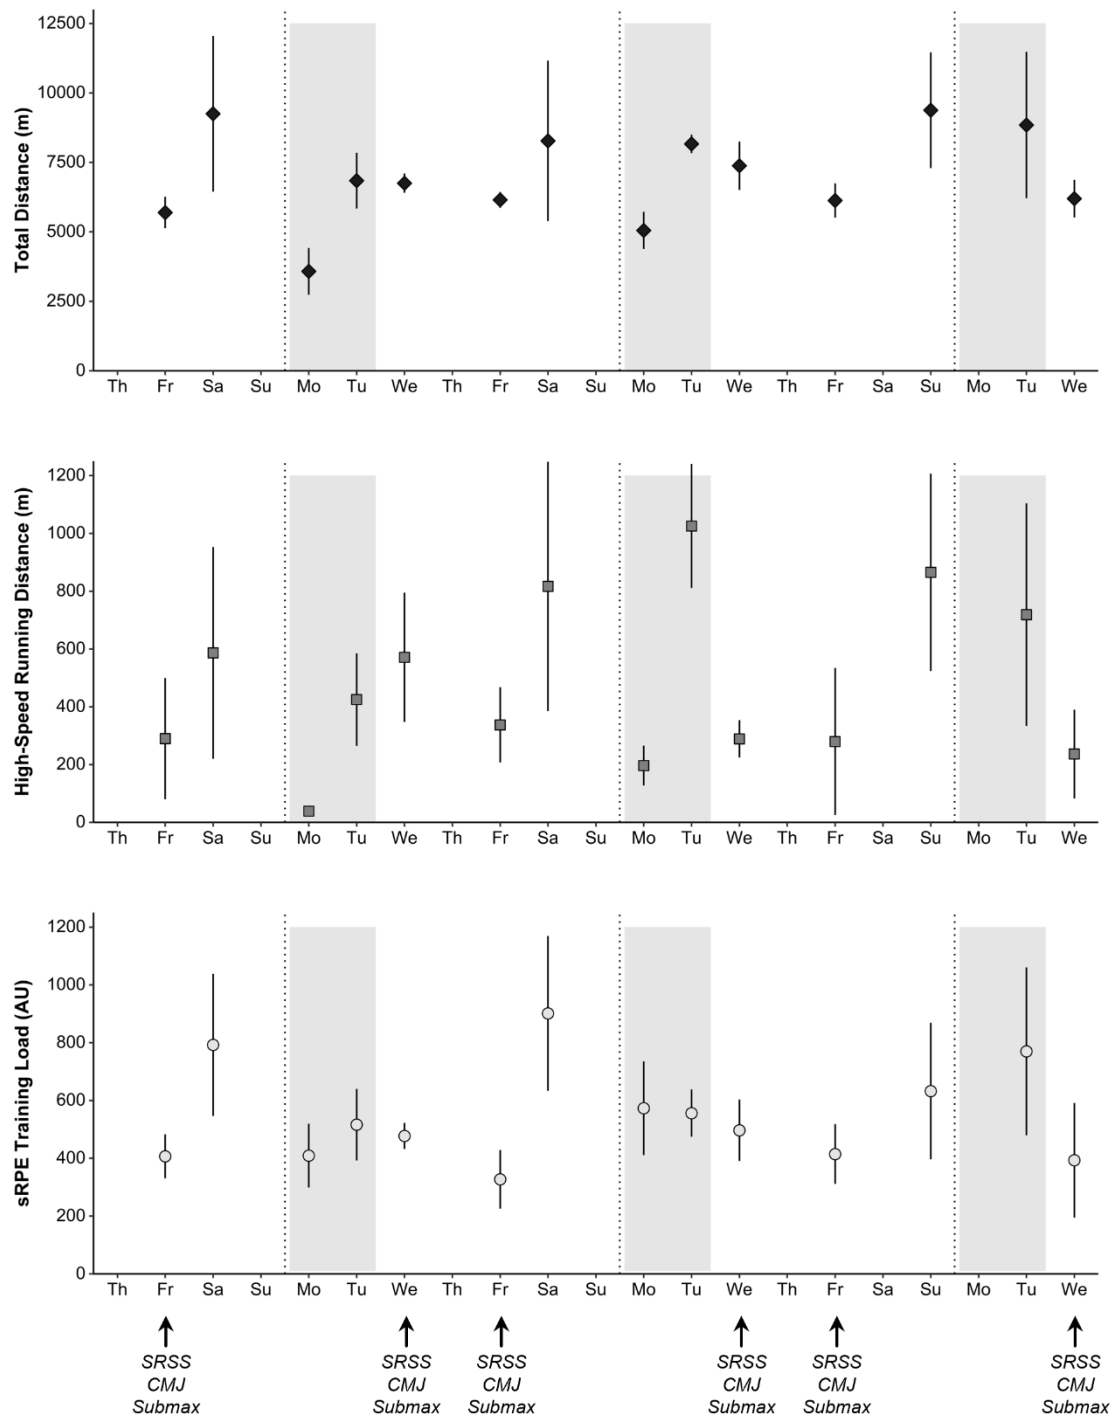 Total Distance (m)
12500
10000
7500
5000
2500
0
Th Fr Sa Su Mo Tu We Th Fr Sa Su Mo Tu We Th Fr Sa Su Mo Tu We
High-Speed Running Distance (m)
1200
1000
800
600
400
200
0
Th Fr Sa Su Mo Tu We Th Fr Sa Su Mo Tu We Th Fr Sa Su Mo Tu We
sRPE Training Load (AU)
1200
1000
800
600
400
200
0
Th Fr Sa Su Mo Tu We Th Fr Sa Su Mo Tu We Th Fr Sa Su Mo Tu We
SRSS SRSS SRSS SRSS SRSS SRSS
CMJ CMJ CMJ CMJ CMJ CMJ
Submax Submax Submax Submax Submax Submax